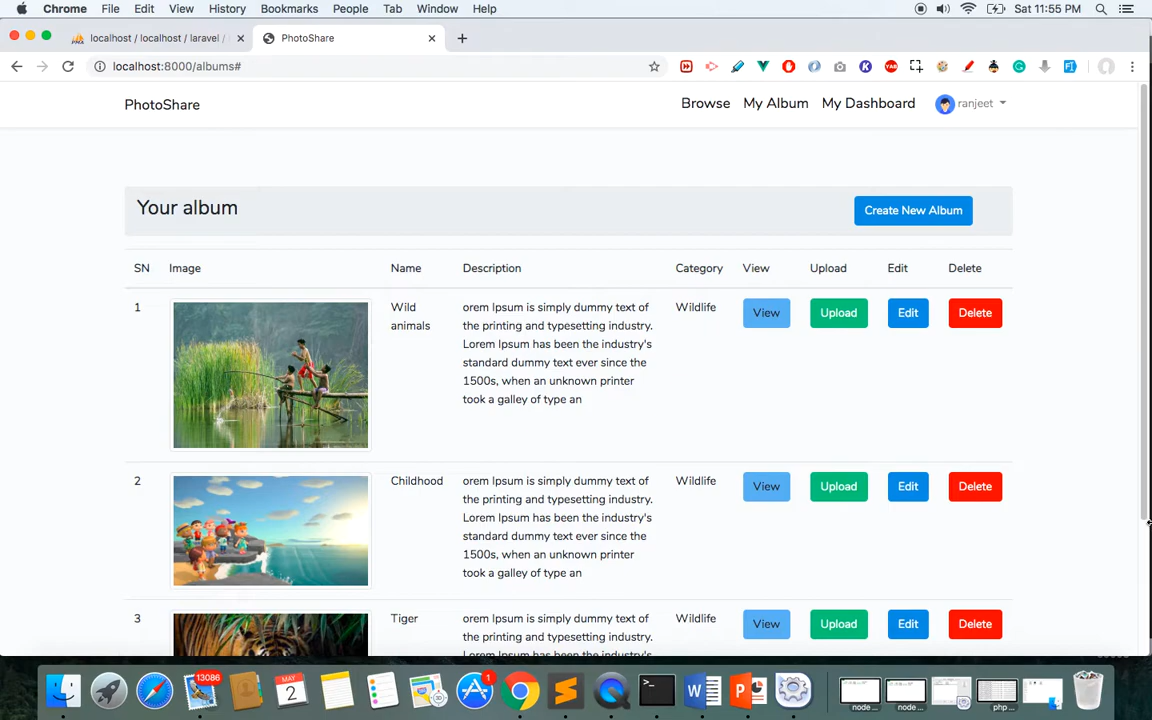 Chrome File Edit View History Bookmarks People Tab Window Help Sat 11:55 PM
localhost / localhost / laravel / PhotoShare
localhost:8000/albums#
PhotoShare Browse My Album My Dashboard ranjeet
Your album Create New Album
SN Image Name Description Category View Upload Edit Delete
1 Wild orem Ipsum is simply dummy text of Wildlife View Upload Edit Delete
animals the printing and typesetting industry.
Lorem Ipsum has been the industry's
standard dummy text ever since the
1500s, when an unknown printer
took a galley of type an
2 Childhood orem Ipsum is simply dummy text of Wildlife View Upload Edit Delete
the printing and typesetting industry.
Lorem Ipsum has been the industry's
standard dummy text ever since the
1500s, when an unknown printer
took a galley of type an
3 Tiger orem Ipsum is simply dummy text of Wildlife View Upload Edit Delete
the printing and typesetting industry.
13086 MAY 2 1
node ... node ... php ...